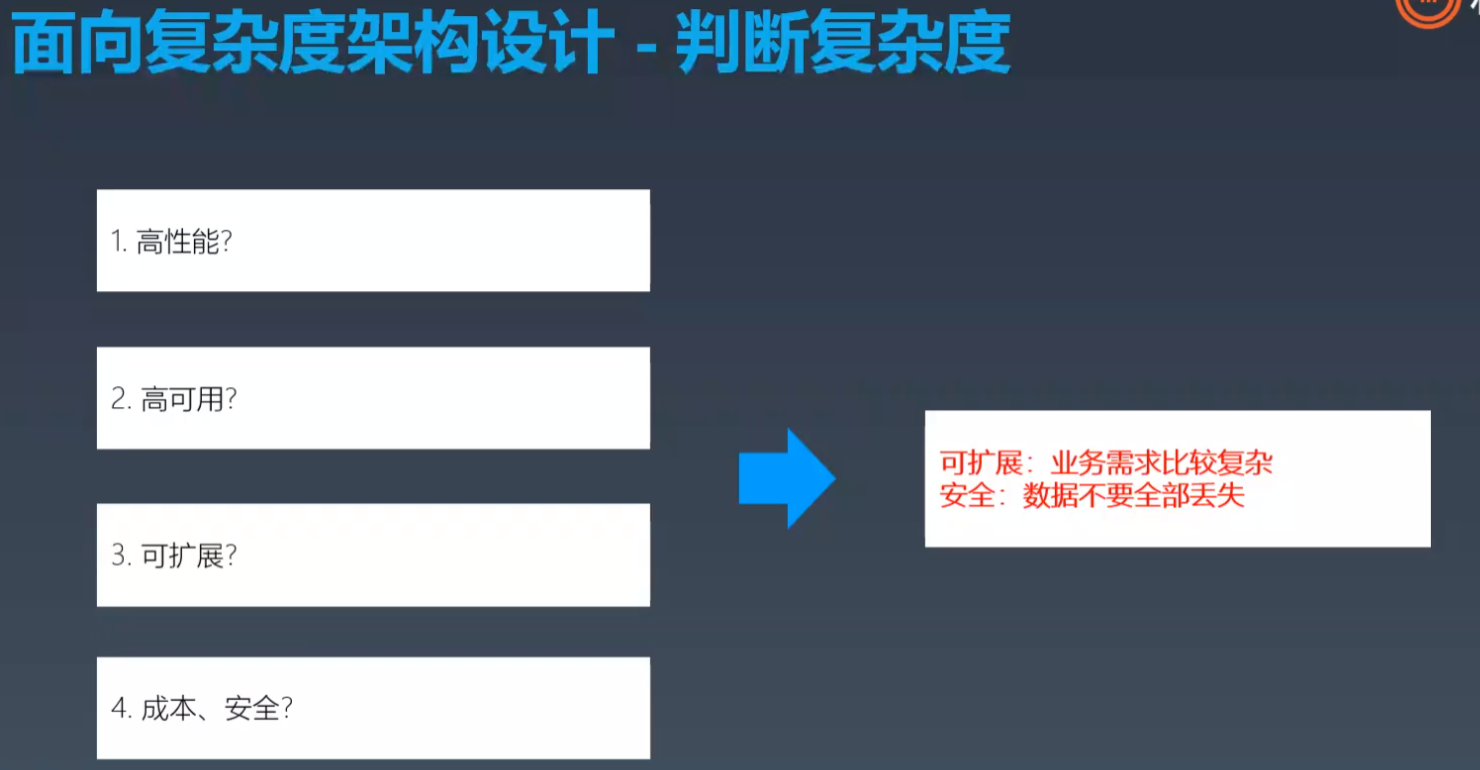 面向复杂度架构设计 - 判断复杂度
1. 高性能?
2. 高可用?
3. 可扩展?
4. 成本、安全?
可扩展：业务需求比较复杂
安全：数据不要全部丢失